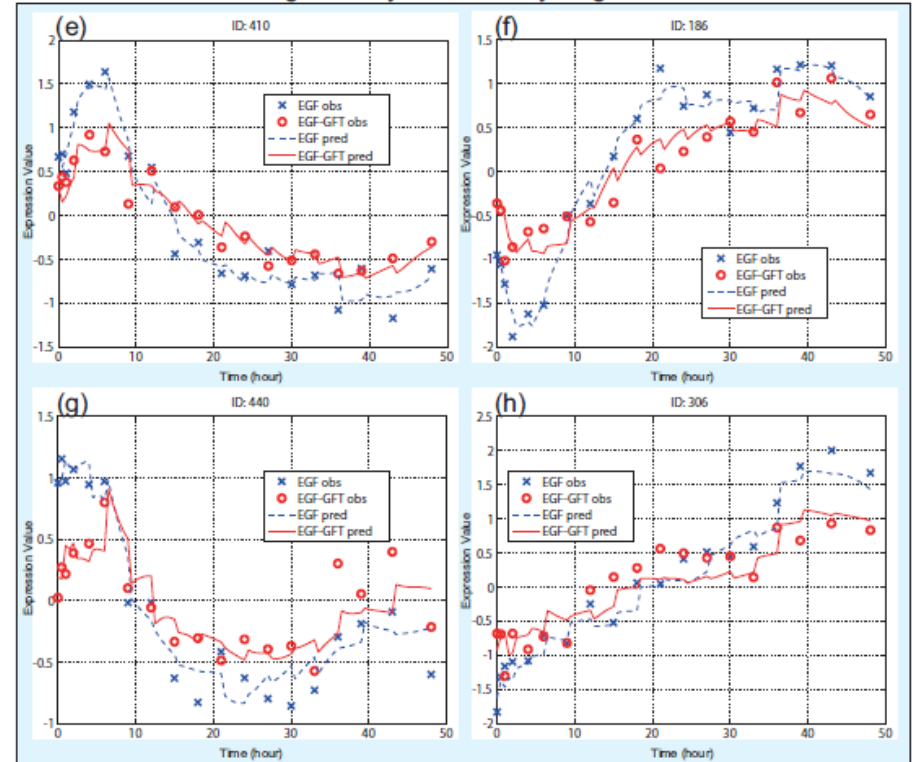 (e)
ID: 410
2
1.5
1
0.5
0
-0.5
-1
-1.5
0
10
20
30
40
50
Expression Value
Time (hour)
EGF obs
EGF-GFT obs
EGF pred
EGF-GFT pred
(f)
ID: 186
1.5
1
0.5
0
-0.5
-1
-1.5
-2
0
10
20
30
40
50
Expression Value
Time (hour)
EGF obs
EGF-GFT obs
EGF pred
EGF-GFT pred
(g)
ID: 440
1.5
1
0.5
0
-0.5
-1
0
10
20
30
40
50
Expression Value
Time (hour)
EGF obs
EGF-GFT obs
EGF pred
EGF-GFT pred
(h)
ID: 306
2.5
2
1.5
1
0.5
0
-0.5
-1
-1.5
-2
0
10
20
30
40
50
Expression Value
Time (hour)
EGF obs
EGF-GFT obs
EGF pred
EGF-GFT pred